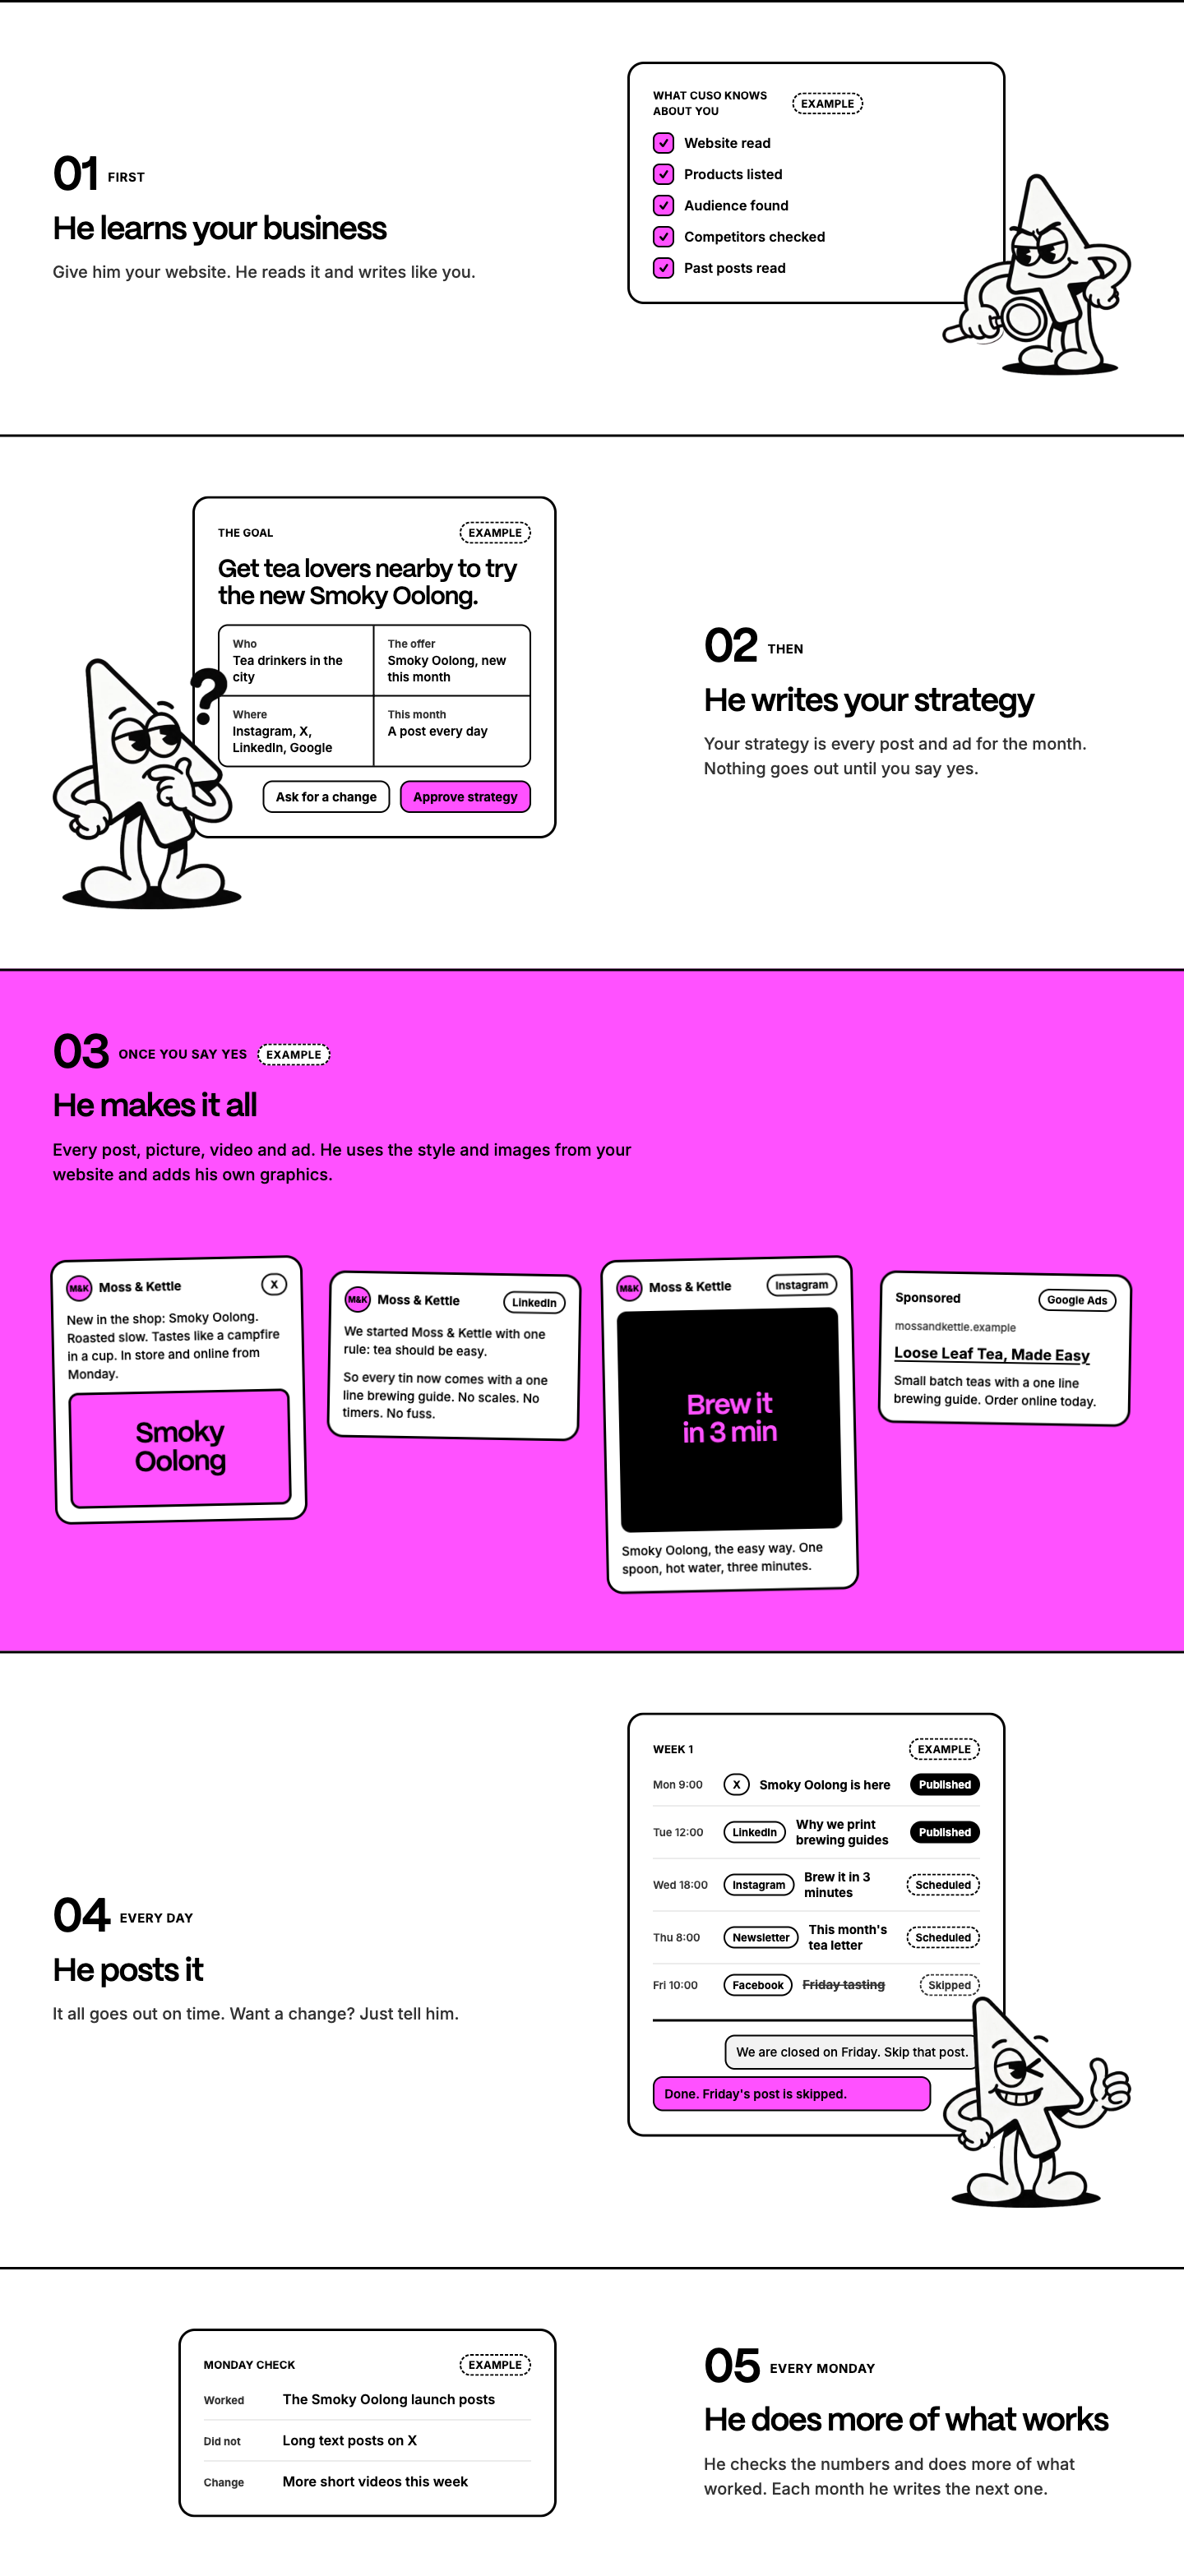 01 FIRST
He learns your business
Give him your website. He reads it and writes like you.
WHAT CUSO KNOWS
ABOUT YOU
EXAMPLE
Website read
Products listed
Audience found
Competitors checked
Past posts read
THE GOAL
EXAMPLE
Get tea lovers nearby to try
the new Smoky Oolong.
Who
Tea drinkers in the
city
The offer
Smoky Oolong, new
this month
Where
Instagram, X,
LinkedIn, Google
This month
A post every day
Ask for a change
Approve strategy
?
02 THEN
He writes your strategy
Your strategy is every post and ad for the month.
Nothing goes out until you say yes.
03 ONCE YOU SAY YES EXAMPLE
He makes it all
Every post, picture, video and ad. He uses the style and images from your
website and adds his own graphics.
M&K Moss & Kettle X
New in the shop: Smoky Oolong.
Roasted slow. Tastes like a campfire
in a cup. In store and online from
Monday.
Smoky
Oolong
M&K Moss & Kettle LinkedIn
We started Moss & Kettle with one
rule: tea should be easy.
So every tin now comes with a one
line brewing guide. No scales. No
timers. No fuss.
M&K Moss & Kettle Instagram
Brew it
in 3 min
Smoky Oolong, the easy way. One
spoon, hot water, three minutes.
Sponsored Google Ads
mossandkettle.example
Loose Leaf Tea, Made Easy
Small batch teas with a one line
brewing guide. Order online today.
04 EVERY DAY
He posts it
It all goes out on time. Want a change? Just tell him.
WEEK 1 EXAMPLE
Mon 9:00 X Smoky Oolong is here Published
Tue 12:00 LinkedIn Why we print
brewing guides Published
Wed 18:00 Instagram Brew it in 3
minutes Scheduled
Thu 8:00 Newsletter This month's
tea letter Scheduled
Fri 10:00 Facebook Friday tasting Skipped
We are closed on Friday. Skip that post.
Done. Friday's post is skipped.
MONDAY CHECK EXAMPLE
Worked The Smoky Oolong launch posts
Did not Long text posts on X
Change More short videos this week
05 EVERY MONDAY
He does more of what works
He checks the numbers and does more of what
worked. Each month he writes the next one.